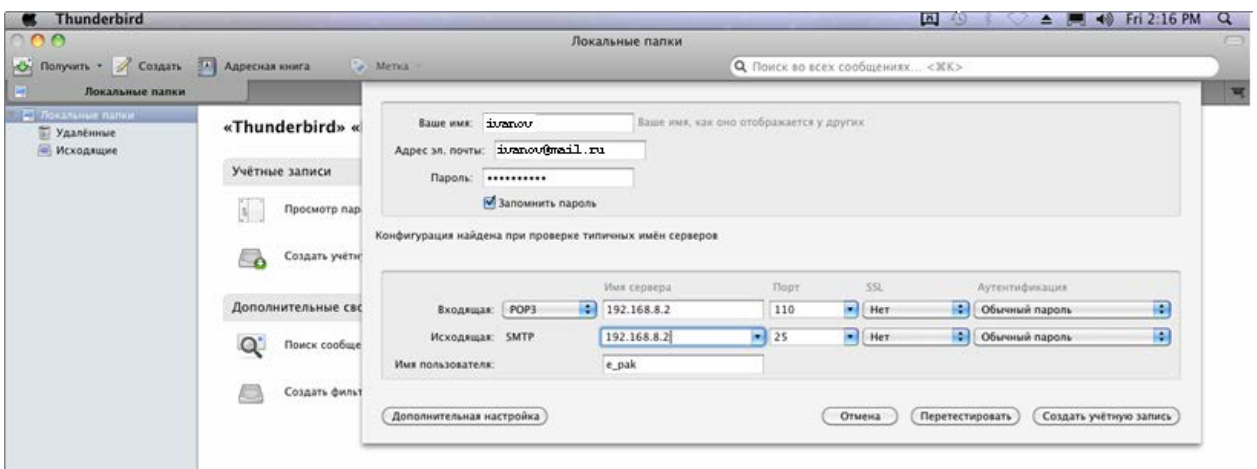 Thunderbird Fri 2:16 PM
Локальные папки
Получить Создать Адресная книга Метка Поиск во всех сообщениях... <⌘K>
Локальные папки
Локальные папки
Удалённые
Исходящие
«Thunderbird» «
Учётные записи
Просмотр пар
Создать учётн
Дополнительные сво
Поиск сообще
Создать фильт
Ваше имя: ivanov Ваше имя, как оно отображается у других
Адрес эл. почты: ivanov@mail.ru
Пароль: ••••••••••
Запомнить пароль
Конфигурация найдена при проверке типичных имён серверов
Имя сервера Порт SSL Аутентификация
Входящая: POP3 192.168.8.2 110 Нет Обычный пароль
Исходящая: SMTP 192.168.8.2 25 Нет Обычный пароль
Имя пользователя: e_pak
Дополнительная настройка Отмена Перетестировать Создать учётную запись